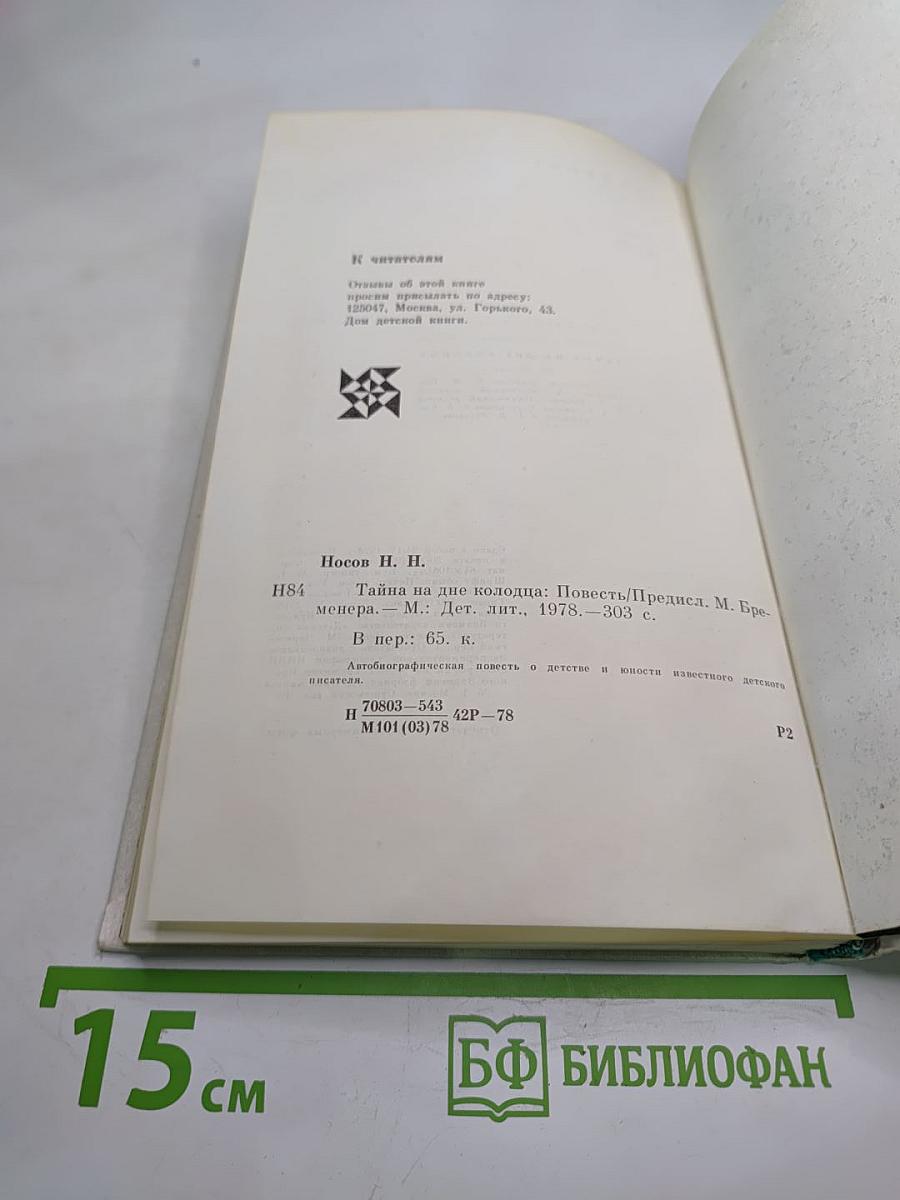 К читателям
Отзывы об этой книге
просим присылать по адресу:
125047, Москва, ул. Горького, 43.
Дом детской книги.
Носов Н. Н.
Н84 Тайна на дне колодца: Повесть/Предисл. М. Бре-
менера.— М.: Дет. лит., 1978.—303 с.
В пер.: 65. к.
Автобиографическая повесть о детстве и юности известного детского
писателя.
Н 70803—543 42Р—78
М101(03)78
Р2
15 см
БФ БИБЛИОФАН